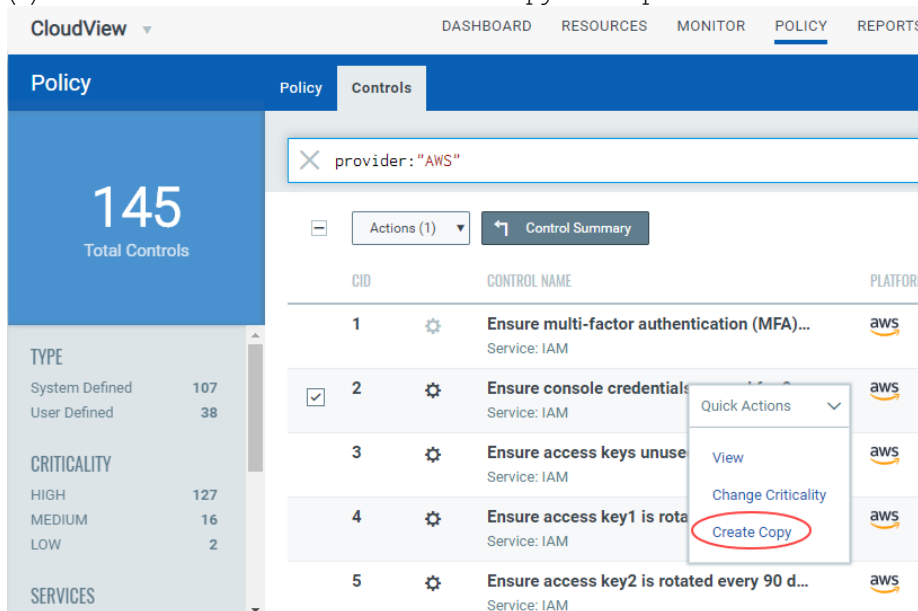 CloudView
DASHBOARD RESOURCES MONITOR POLICY REPORTS
Policy
Policy Controls
provider:"AWS"
145
Total Controls
Actions (1) Control Summary
CID CONTROL NAME PLATFOR
1 Ensure multi-factor authentication (MFA)... aws
Service: IAM
TYPE
System Defined 107
User Defined 38
2 Ensure console credentials aws
Service: IAM
Quick Actions
View
Change Criticality
Create Copy
CRITICALITY
HIGH 127
MEDIUM 16
LOW 2
3 Ensure access keys unuse aws
Service: IAM
4 Ensure access key1 is rota aws
Service: IAM
SERVICES
5 Ensure access key2 is rotated every 90 d... aws
Service: IAM